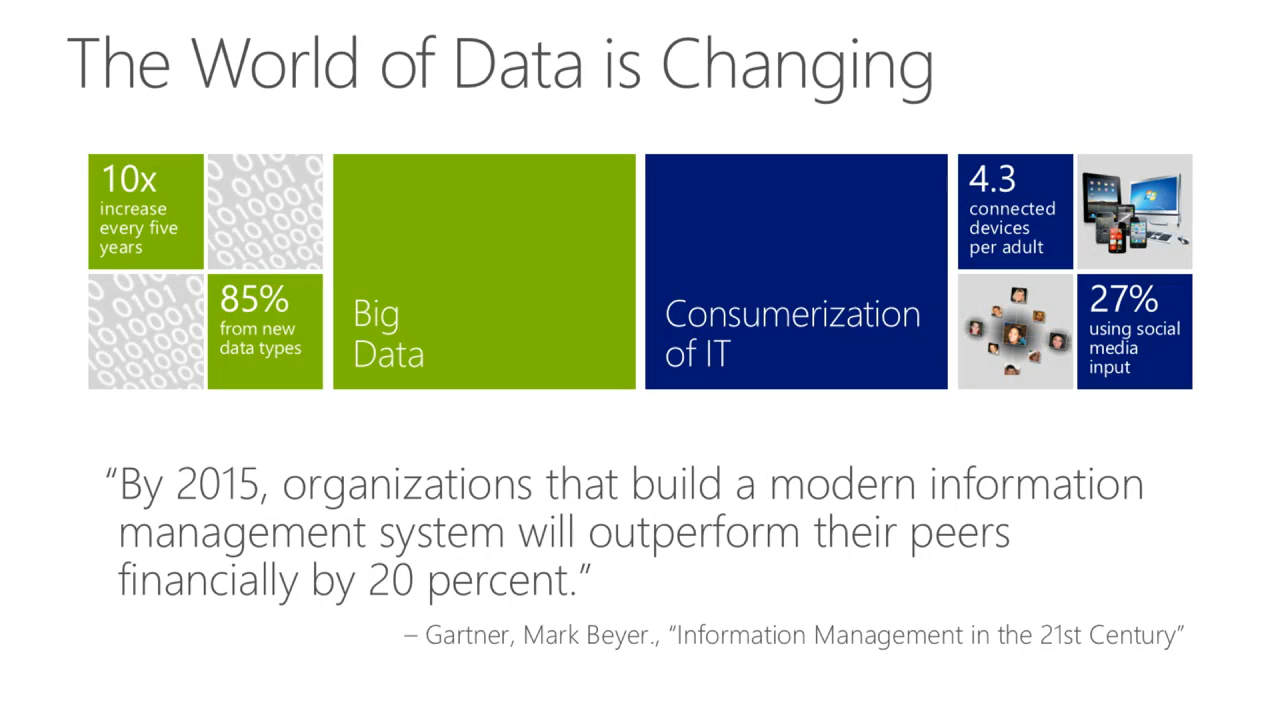 The World of Data is Changing
10x
increase
every five
years
85%
from new
data types
Big
Data
Consumerization
of IT
4.3
connected
devices
per adult
27%
using social
media
input
“By 2015, organizations that build a modern information
management system will outperform their peers
financially by 20 percent.”
– Gartner, Mark Beyer., “Information Management in the 21st Century”